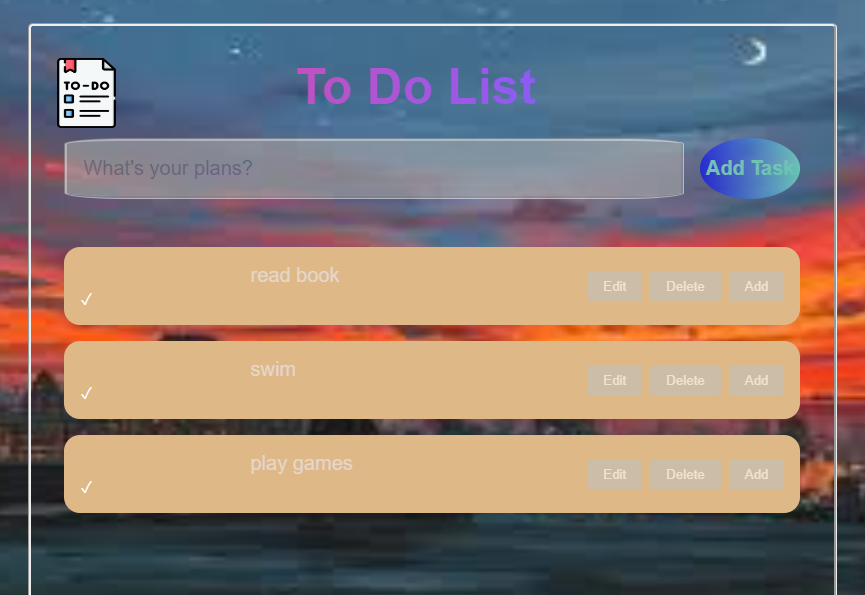 TO-DO
To Do List
What's your plans?
Add Task
read book
✓
Edit
Delete
Add
swim
✓
Edit
Delete
Add
play games
✓
Edit
Delete
Add